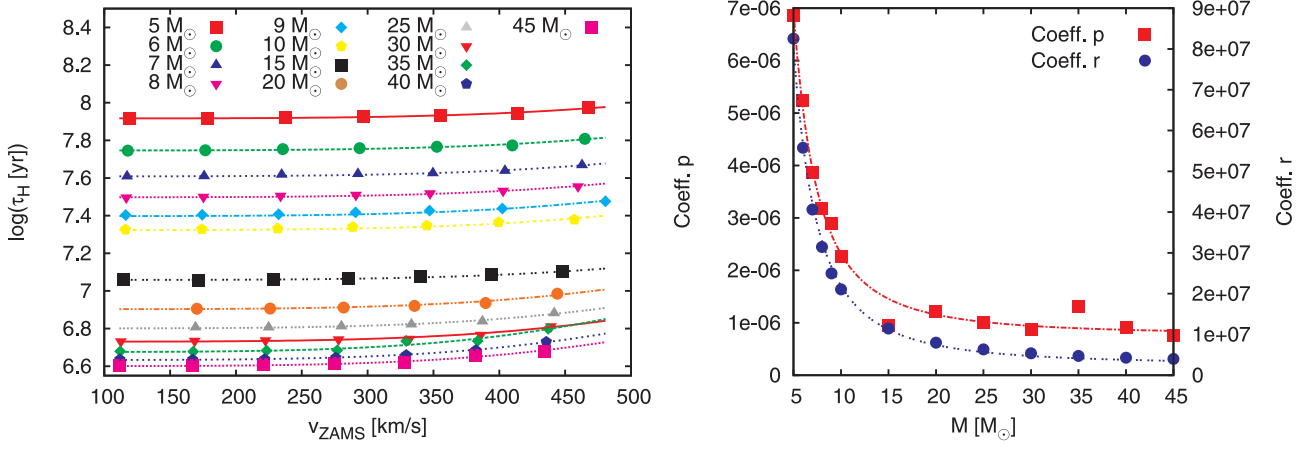 8.4
8.2
8
7.8
7.6
7.4
7.2
7
6.8
6.6
log(τH [yr])
5 M⊙
6 M⊙
7 M⊙
8 M⊙
9 M⊙
10 M⊙
15 M⊙
20 M⊙
25 M⊙
30 M⊙
35 M⊙
40 M⊙
45 M⊙
100 150 200 250 300 350 400 450 500
vZAMS [km/s]
7e-06
6e-06
5e-06
4e-06
3e-06
2e-06
1e-06
0
Coeff. p
Coeff. p
Coeff. r
9e+07
8e+07
7e+07
6e+07
5e+07
4e+07
3e+07
2e+07
1e+07
0
Coeff. r
5 10 15 20 25 30 35 40 45
M [M⊙]